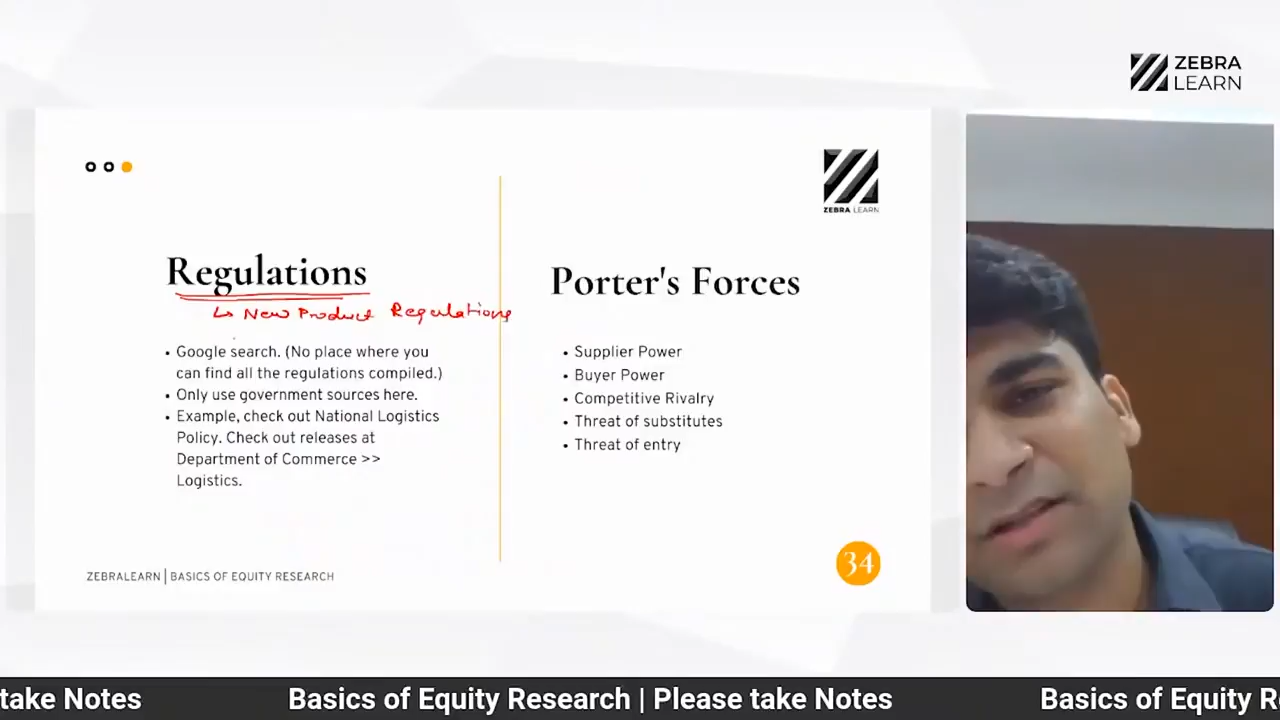 ZEBRA
LEARN
ZEBRA LEARN
Regulations
↳ New Product Regulations
• Google search. (No place where you
can find all the regulations compiled.)
• Only use government sources here.
• Example, check out National Logistics
Policy. Check out releases at
Department of Commerce >>
Logistics.
Porter's Forces
• Supplier Power
• Buyer Power
• Competitive Rivalry
• Threat of substitutes
• Threat of entry
34
ZEBRALEARN | BASICS OF EQUITY RESEARCH
take Notes Basics of Equity Research | Please take Notes Basics of Equity R